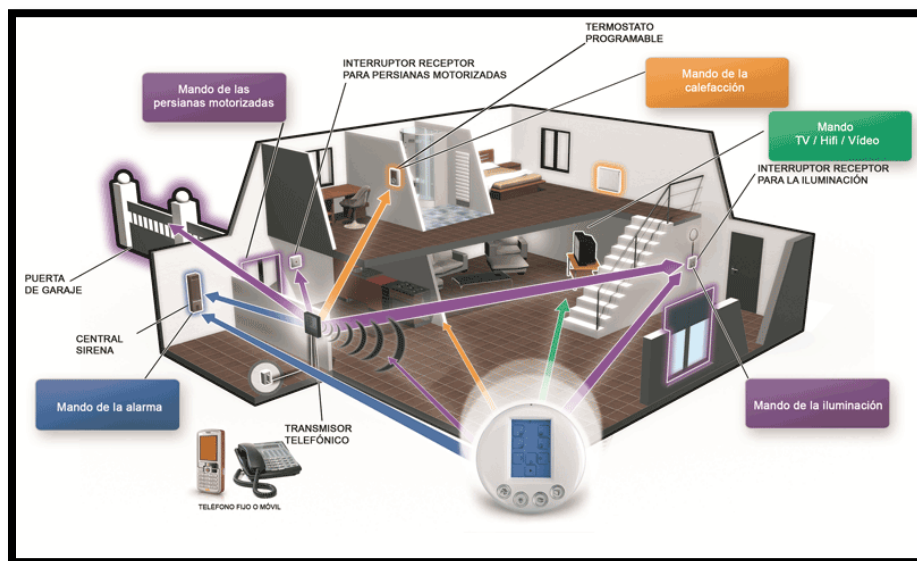 TERMOSTATO
PROGRAMABLE
INTERRUPTOR RECEPTOR
PARA PERSIANAS MOTORIZADAS
Mando de las
persianas motorizadas
Mando de la
calefacción
Mando
TV / Hifi / Vídeo
INTERRUPTOR RECEPTOR
PARA LA ILUMINACIÓN
PUERTA
DE GARAJE
CENTRAL
SIRENA
Mando de la alarma
TRANSMISOR
TELEFÓNICO
Mando de la iluminación
TELÉFONO FIJO O MÓVIL